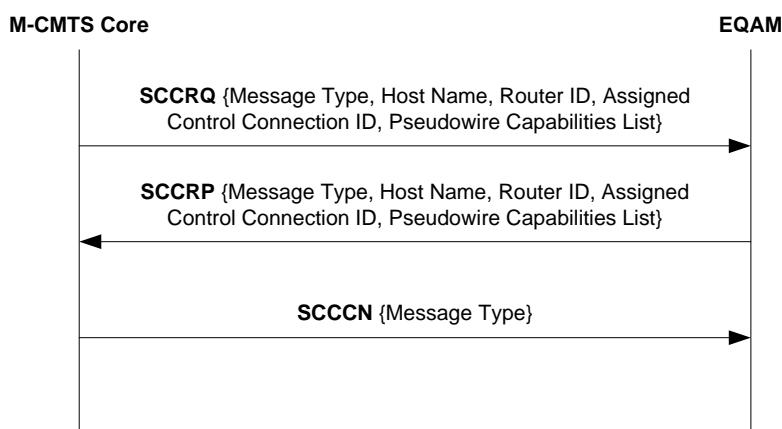 M-CMTS Core
EQAM
SCCRQ {Message Type, Host Name, Router ID, Assigned
Control Connection ID, Pseudowire Capabilities List}
SCCRP {Message Type, Host Name, Router ID, Assigned
Control Connection ID, Pseudowire Capabilities List}
SCCCN {Message Type}